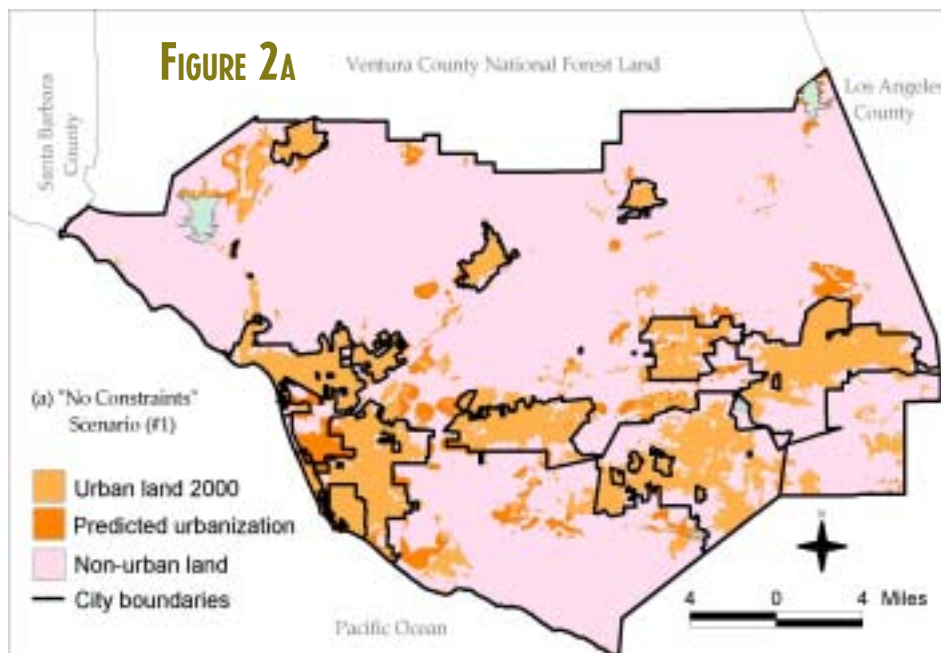 FIGURE 2A
Ventura County National Forest Land
Santa Barbara
County
Los Angeles
County
(a) "No Constraints"
Scenario (#1)
Urban land 2000
Predicted urbanization
Non-urban land
City boundaries
N
4 0 4 Miles
Pacific Ocean